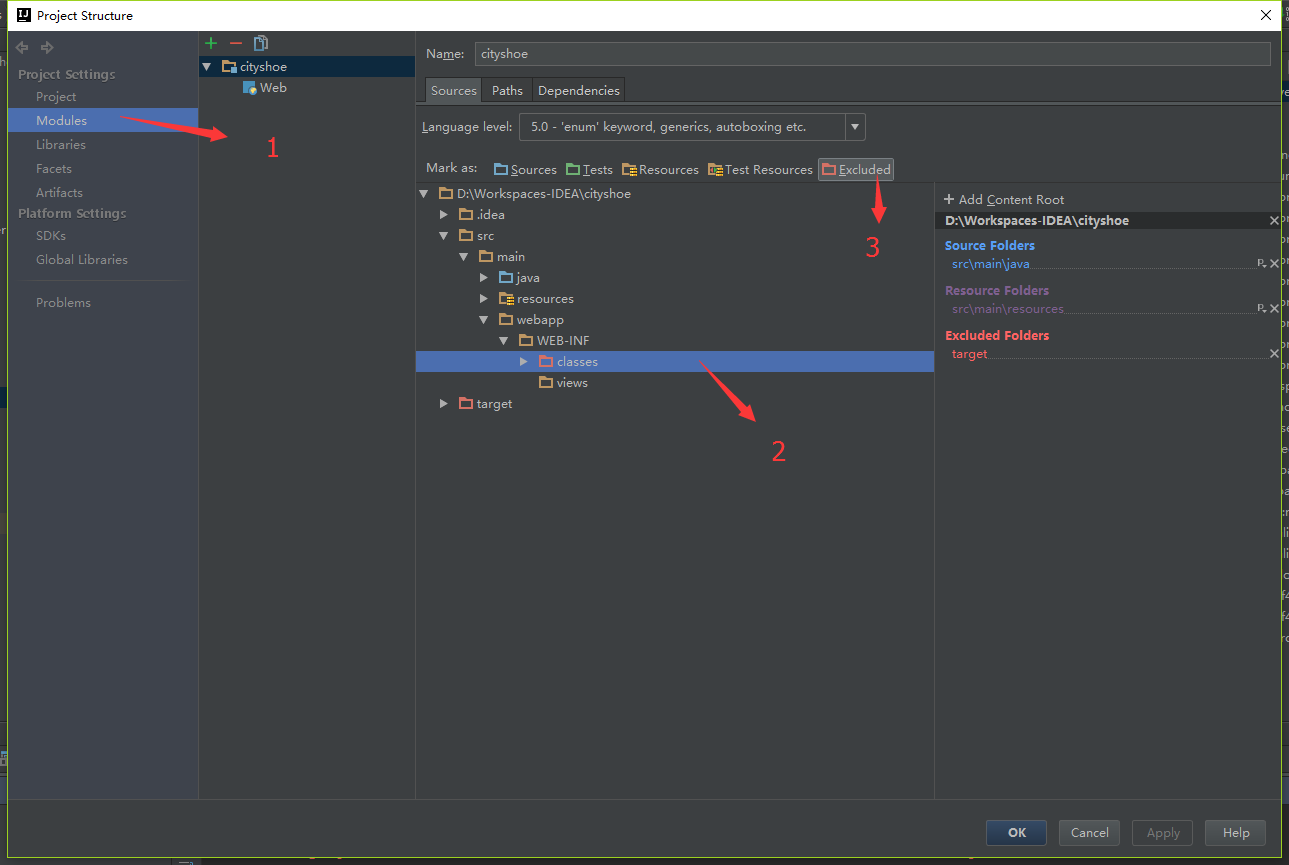 Project Structure
Project Settings
Project
Modules
Libraries
Facets
Artifacts
Platform Settings
SDKs
Global Libraries
Problems
cityshoe
Web
1
Name: cityshoe
Sources Paths Dependencies
Language level: 5.0 - 'enum' keyword, generics, autoboxing etc.
Mark as: Sources Tests Resources Test Resources Excluded
D:\Workspaces-IDEA\cityshoe
.idea
src
main
java
resources
webapp
WEB-INF
classes
views
target
2
3
Add Content Root
D:\Workspaces-IDEA\cityshoe
Source Folders
src\main\java
Resource Folders
src\main\resources
Excluded Folders
target
OK Cancel Apply Help